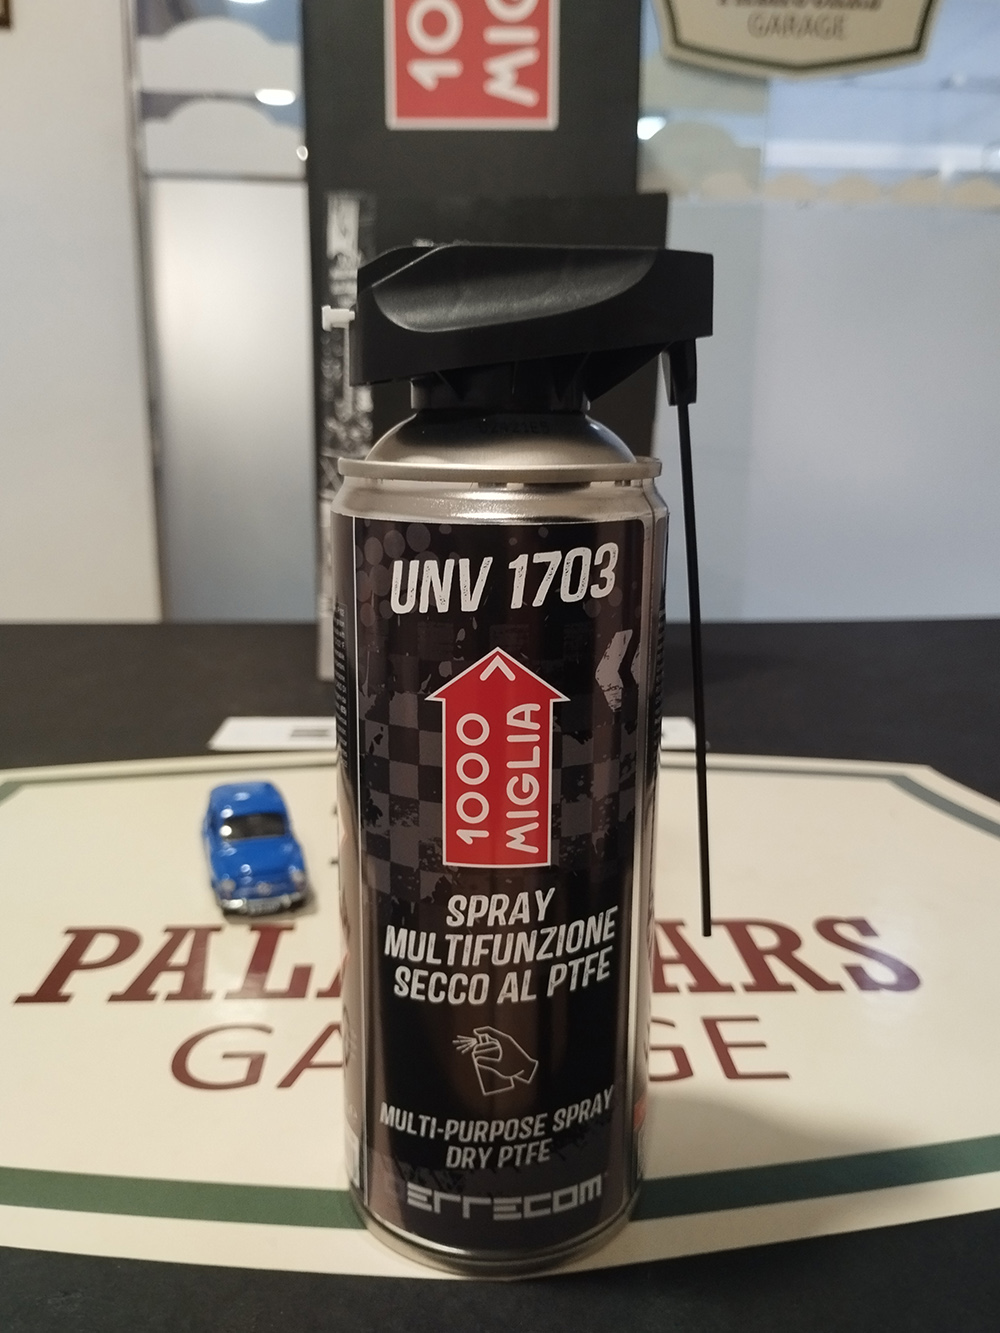 GARAGE
UNV 1703
1000
MIGLIA
SPRAY
MULTIFUNZIONE
SECCO AL PTFE
MULTI-PURPOSE SPRAY
DRY PTFE
ERRECOM